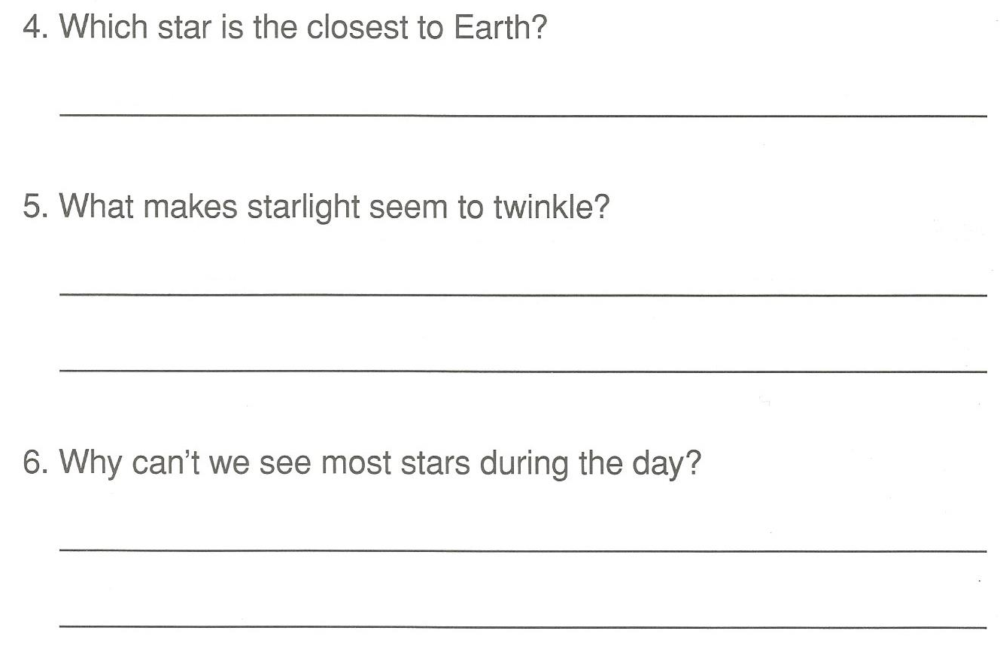 4. Which star is the closest to Earth?
5. What makes starlight seem to twinkle?
6. Why can't we see most stars during the day?